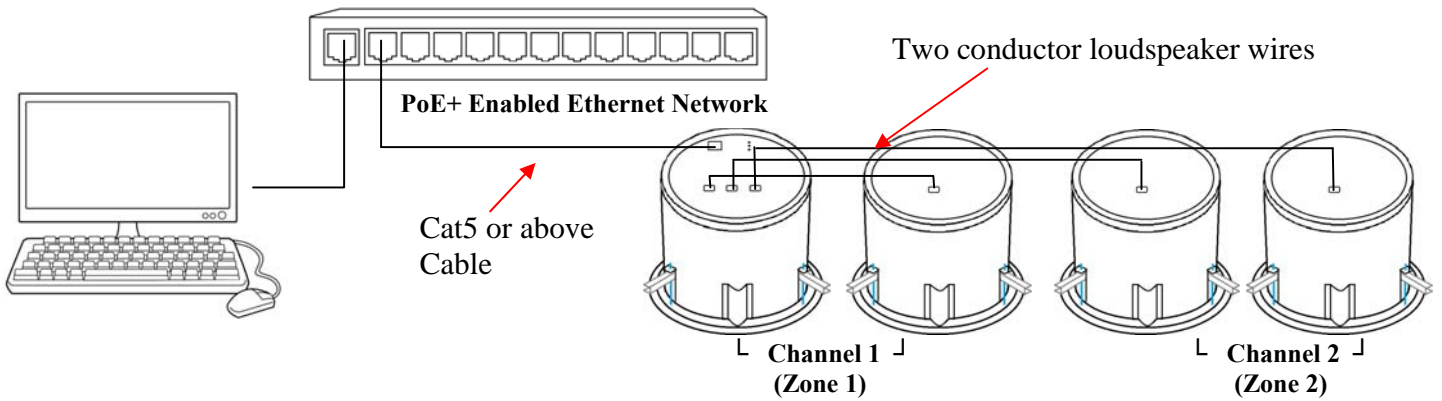 Two conductor loudspeaker wires
PoE+ Enabled Ethernet Network
Cat5 or above
Cable
Channel 1
(Zone 1)
Channel 2
(Zone 2)